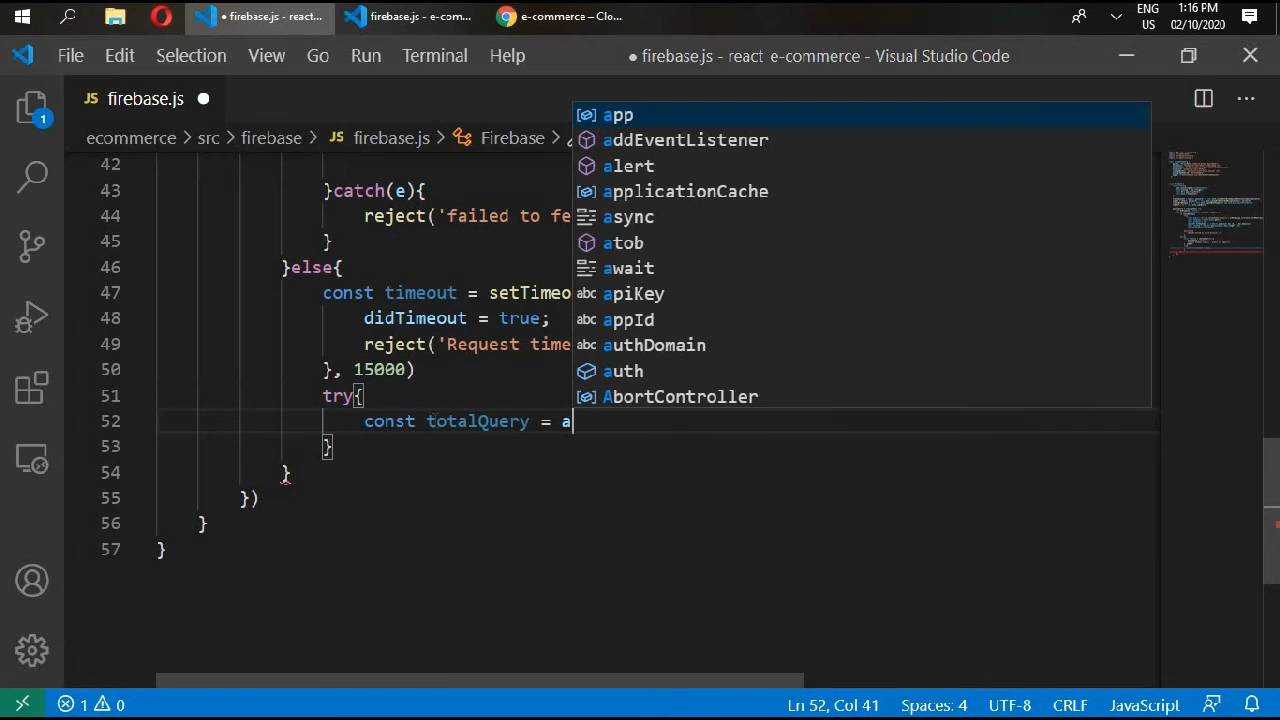 firebase.js - react...
firebase.js - e-com...
e-commerce – Clo...
ENG
US
1:16 PM
02/10/2020
File Edit Selection View Go Run Terminal Help
● firebase.js - react e-commerce - Visual Studio Code
JS firebase.js
ecommerce > src > firebase > JS firebase.js > Firebase >
1
42
43 }catch(e){
44 reject('failed to fe
45 }
46 }else{
47 const timeout = setTimeo
48 didTimeout = true;
49 reject('Request time
50 }, 15000)
51 try{
52 const totalQuery = a
53 }
54 }
55 })
56 }
57 }
app
addEventListener
alert
applicationCache
async
atob
await
abc apiKey
abc appId
abc authDomain
auth
AbortController
1 0
Ln 52, Col 41 Spaces: 4 UTF-8 CRLF JavaScript